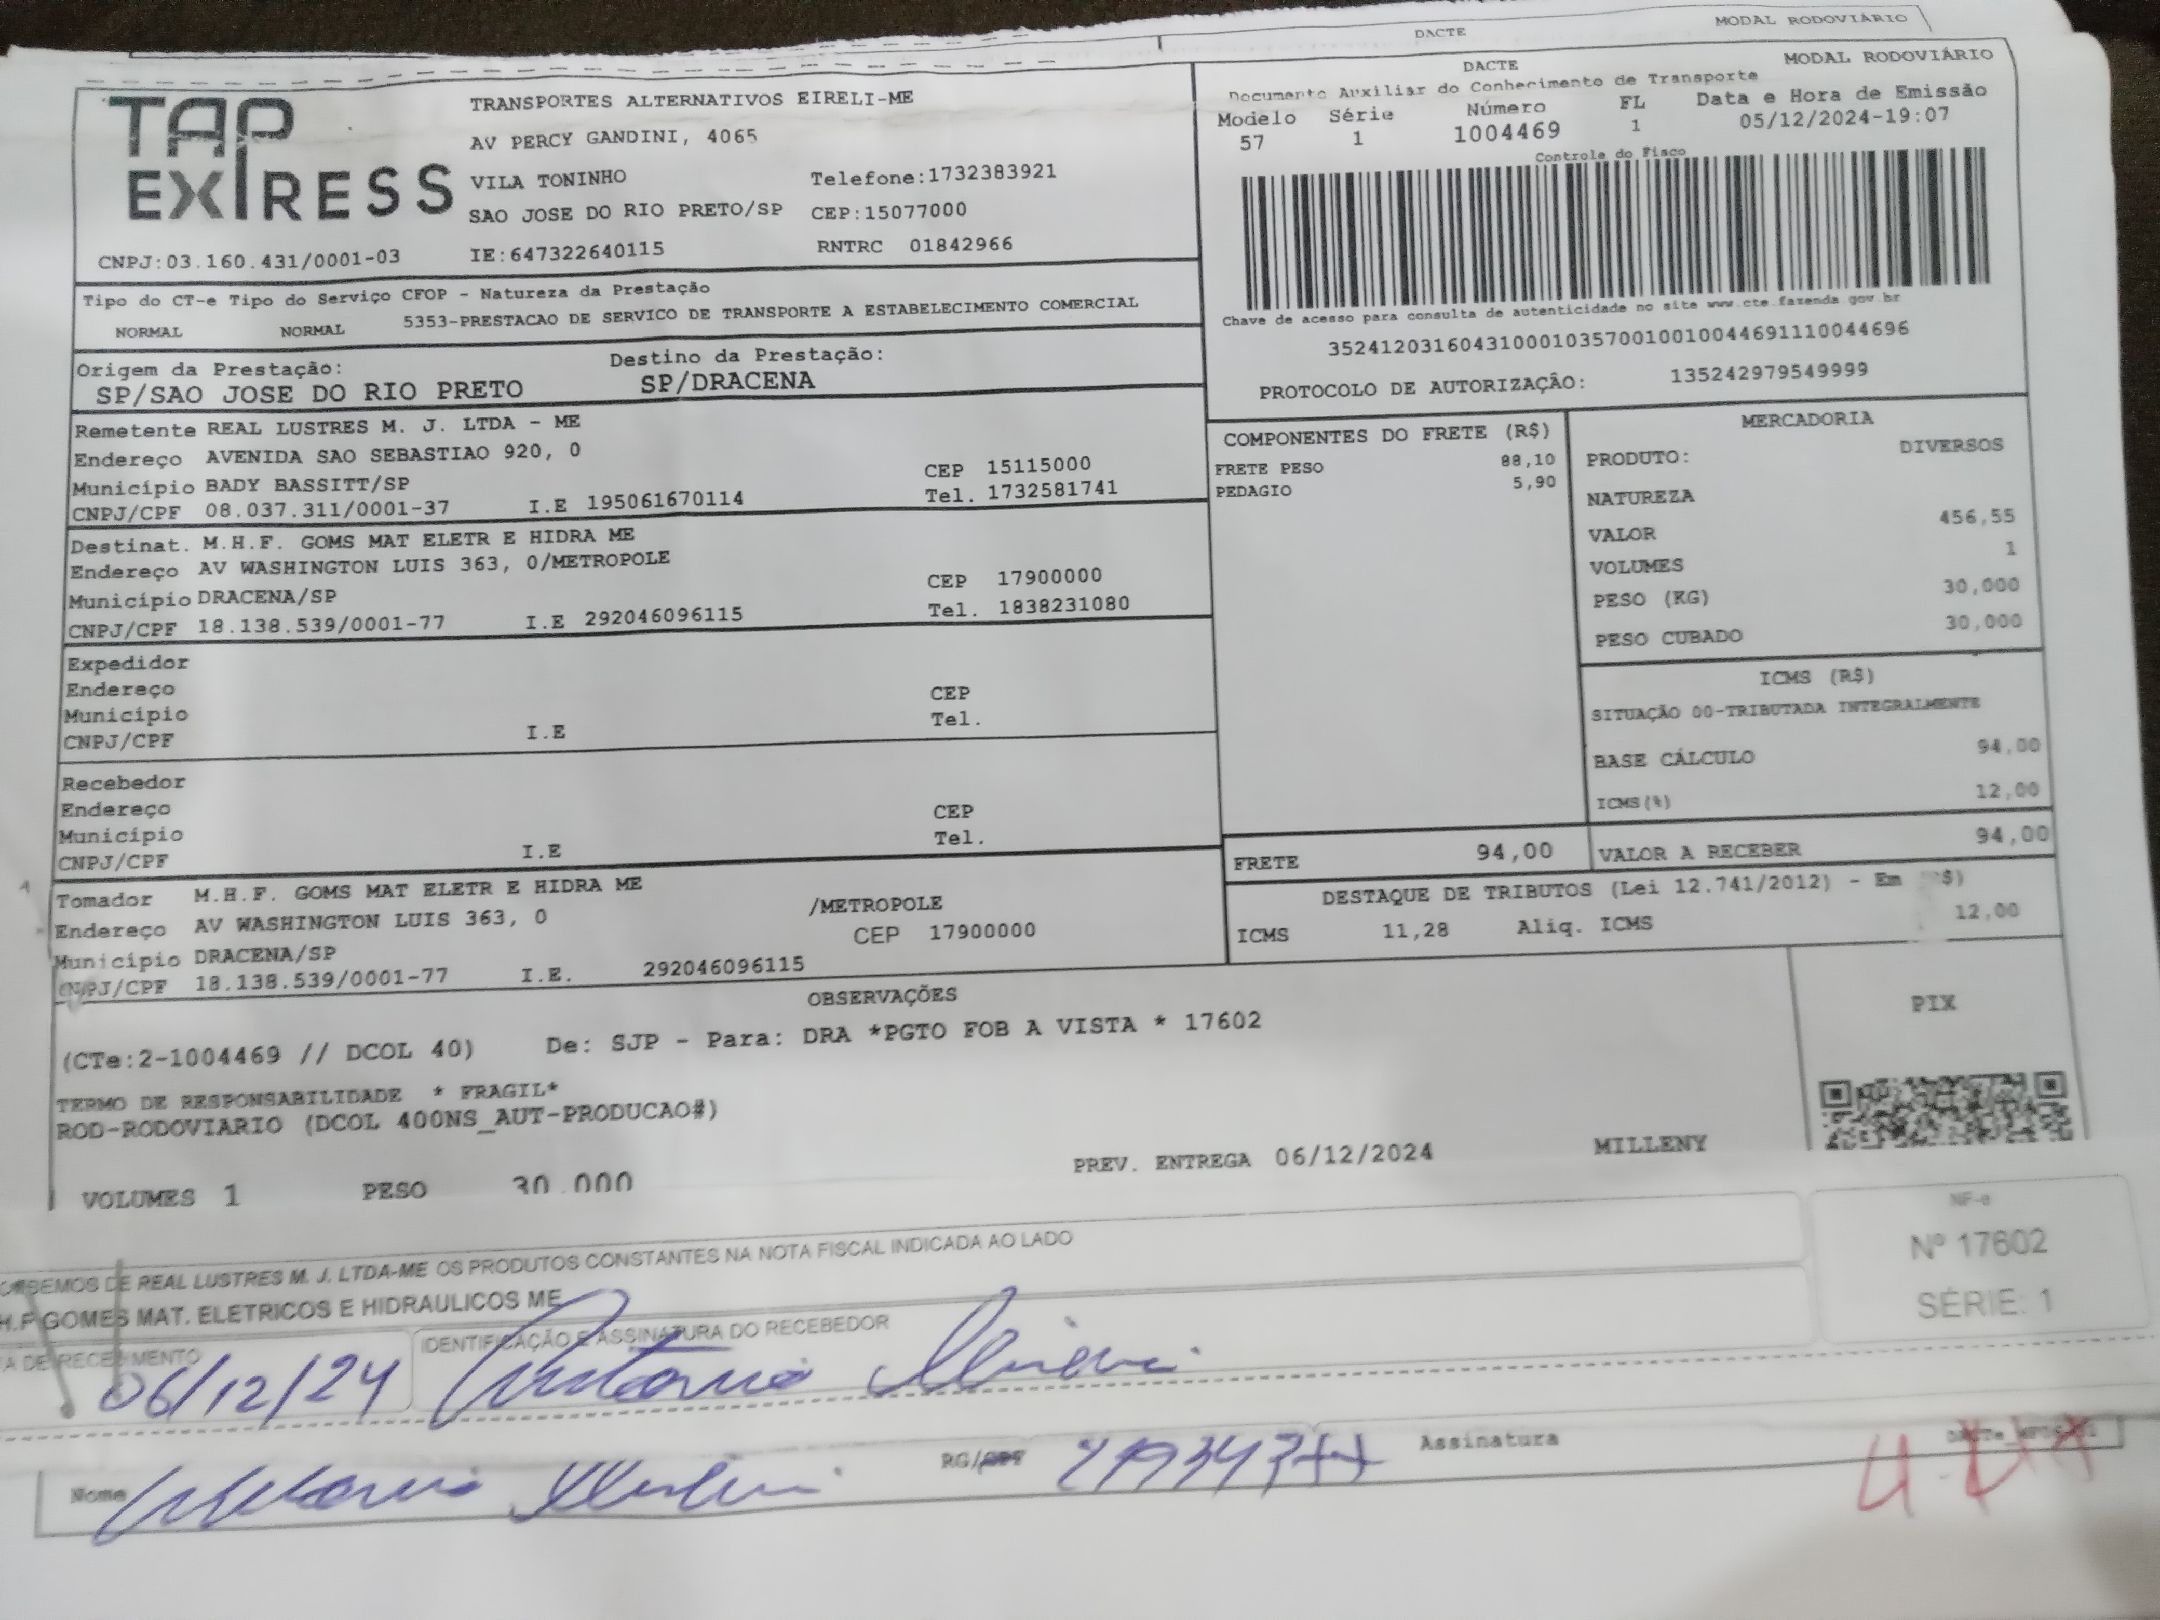 DACTE MODAL RODOVIÁRIO
TAP EXPRESS
TRANSPORTES ALTERNATIVOS EIRELI-ME
AV PERCY GANDINI, 4065
VILA TONINHO Telefone:1732383921
SAO JOSE DO RIO PRETO/SP CEP:15077000
CNPJ:03.160.431/0001-03 IE:647322640115 RNTRC 01842966
DACTE MODAL RODOVIÁRIO
Documento Auxiliar do Conhecimento de Transporte
Modelo Série Número FL Data e Hora de Emissão
57 1 1004469 1 05/12/2024-19:07
Controle do Fisco
Chave de acesso para consulta de autenticidade no site www.cte.fazenda.gov.br
35241203160431000103570010010044691110044696
PROTOCOLO DE AUTORIZAÇÃO: 135242979549999
Tipo do CT-e Tipo do Serviço CFOP - Natureza da Prestação
NORMAL NORMAL 5353-PRESTACAO DE SERVICO DE TRANSPORTE A ESTABELECIMENTO COMERCIAL
Origem da Prestação: Destino da Prestação:
SP/SAO JOSE DO RIO PRETO SP/DRACENA
Remetente REAL LUSTRES M. J. LTDA - ME
Endereço AVENIDA SAO SEBASTIAO 920, 0 CEP 15115000
Município BADY BASSITT/SP Tel. 1732581741
CNPJ/CPF 08.037.311/0001-37 I.E 195061670114
Destinat. M.H.F. GOMS MAT ELETR E HIDRA ME
Endereço AV WASHINGTON LUIS 363, 0/METROPOLE CEP 17900000
Município DRACENA/SP Tel. 1838231080
CNPJ/CPF 18.138.539/0001-77 I.E 292046096115
Expedidor
Endereço CEP
Município Tel.
CNPJ/CPF I.E
Recebedor
Endereço CEP
Município Tel.
CNPJ/CPF I.E
Tomador M.H.F. GOMS MAT ELETR E HIDRA ME
Endereço AV WASHINGTON LUIS 363, 0 /METROPOLE
Município DRACENA/SP CEP 17900000
CNPJ/CPF 18.138.539/0001-77 I.E. 292046096115
COMPONENTES DO FRETE (R$)
FRETE PESO 88,10
PEDAGIO 5,90
MERCADORIA
PRODUTO: DIVERSOS
NATUREZA
VALOR 456,55
VOLUMES 1
PESO (KG) 30,000
PESO CUBADO 30,000
ICMS (R$)
SITUAÇÃO 00-TRIBUTADA INTEGRALMENTE
BASE CÁLCULO 94,00
ICMS(%) 12,00
FRETE 94,00 VALOR A RECEBER 94,00
DESTAQUE DE TRIBUTOS (Lei 12.741/2012) - Em $)
ICMS 11,28 Aliq. ICMS 12,00
OBSERVAÇÕES
(CTe:2-1004469 // DCOL 40) De: SJP - Para: DRA *PGTO FOB A VISTA * 17602
TERMO DE RESPONSABILIDADE * FRAGIL*
ROD-RODOVIARIO (DCOL 400NS_AUT-PRODUCAO#)
PREV. ENTREGA 06/12/2024 MILLENY
VOLUMES 1 PESO 30.000
PIX
EBEMOS DE REAL LUSTRES M. J. LTDA-ME OS PRODUTOS CONSTANTES NA NOTA FISCAL INDICADA AO LADO
H.F GOMES MAT. ELETRICOS E HIDRAULICOS ME
NF-e
Nº 17602
SÉRIE: 1
A DE RECEBIMENTO IDENTIFICAÇÃO E ASSINATURA DO RECEBEDOR
06/12/24
Nome RG/CPF Assinatura